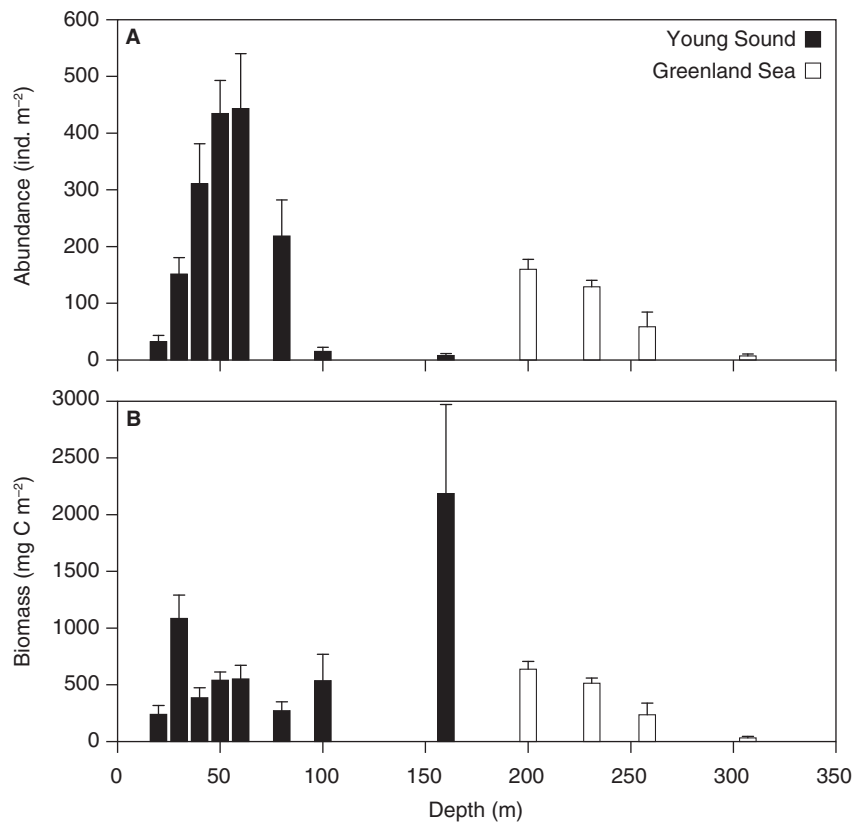 A
Young Sound
Greenland Sea
Abundance (ind. m⁻²)
600
500
400
300
200
100
0
B
Biomass (mg C m⁻²)
3000
2500
2000
1500
1000
500
0
0 50 100 150 200 250 300 350
Depth (m)